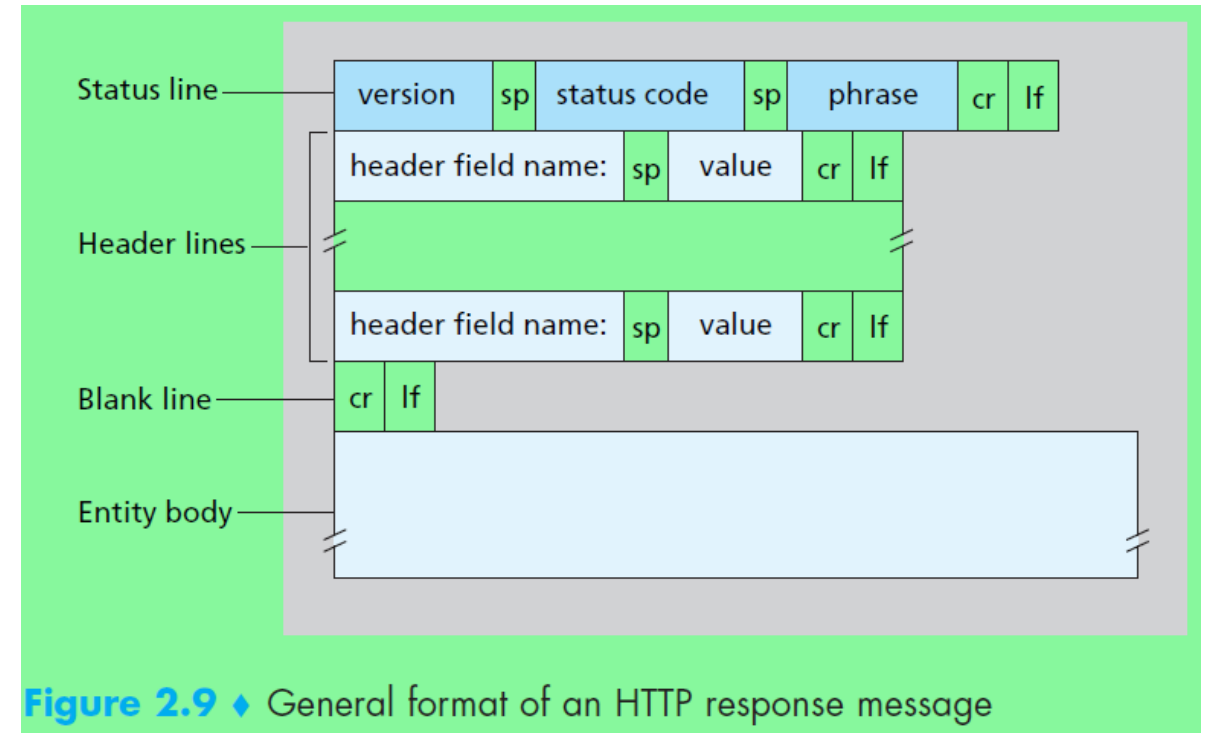 Status line version sp status code sp phrase cr lf
header field name: sp value cr lf
Header lines
header field name: sp value cr lf
Blank line cr lf
Entity body
Figure 2.9 ♦ General format of an HTTP response message